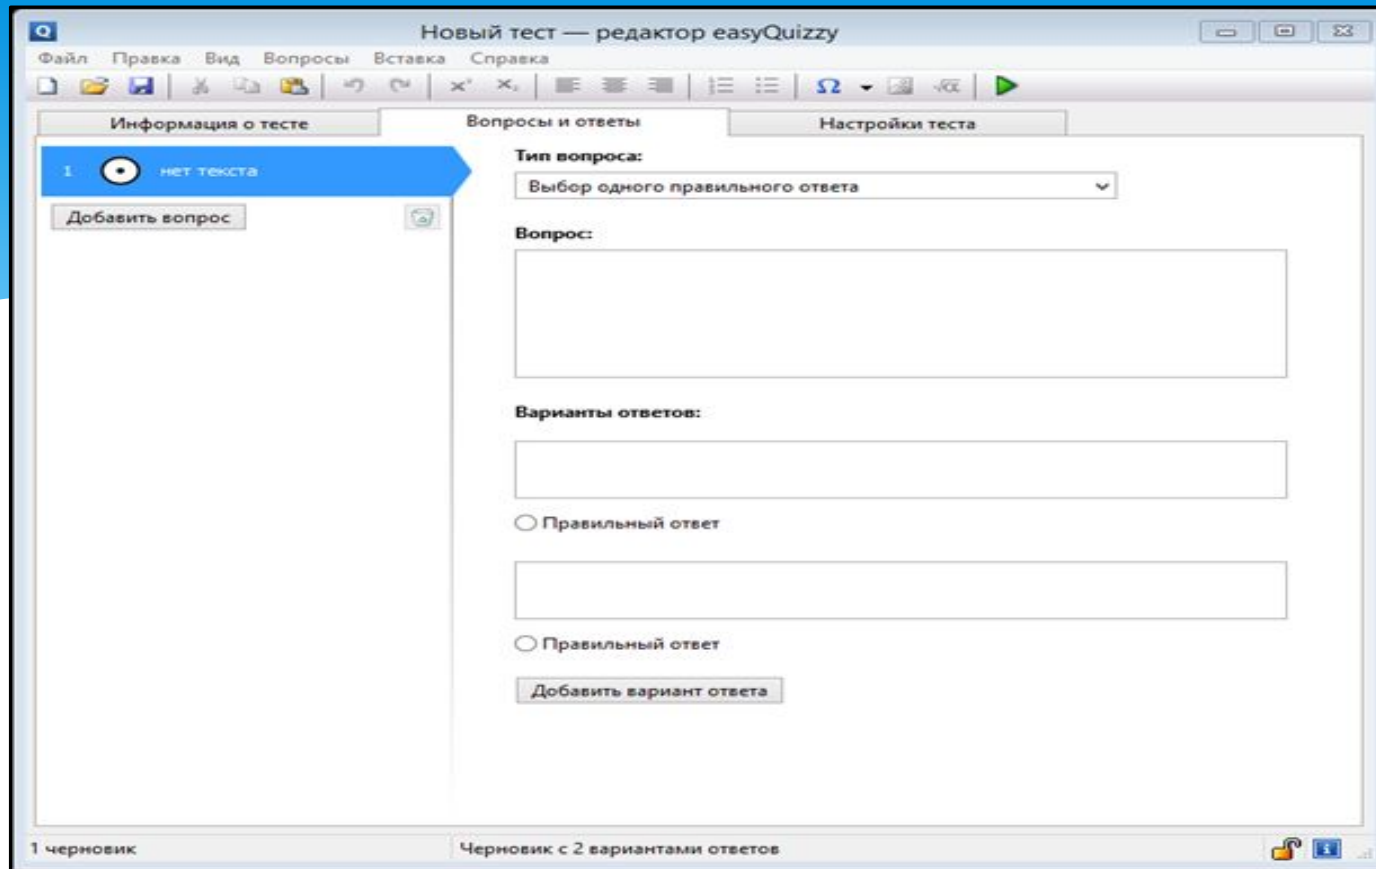 Новый тест — редактор easyQuizzy
Файл Правка Вид Вопросы Вставка Справка
Информация о тесте Вопросы и ответы Настройки теста
1 нет текста
Добавить вопрос
Тип вопроса:
Выбор одного правильного ответа
Вопрос:
Варианты ответов:
Правильный ответ
Правильный ответ
Добавить вариант ответа
1 черновик Черновик с 2 вариантами ответов